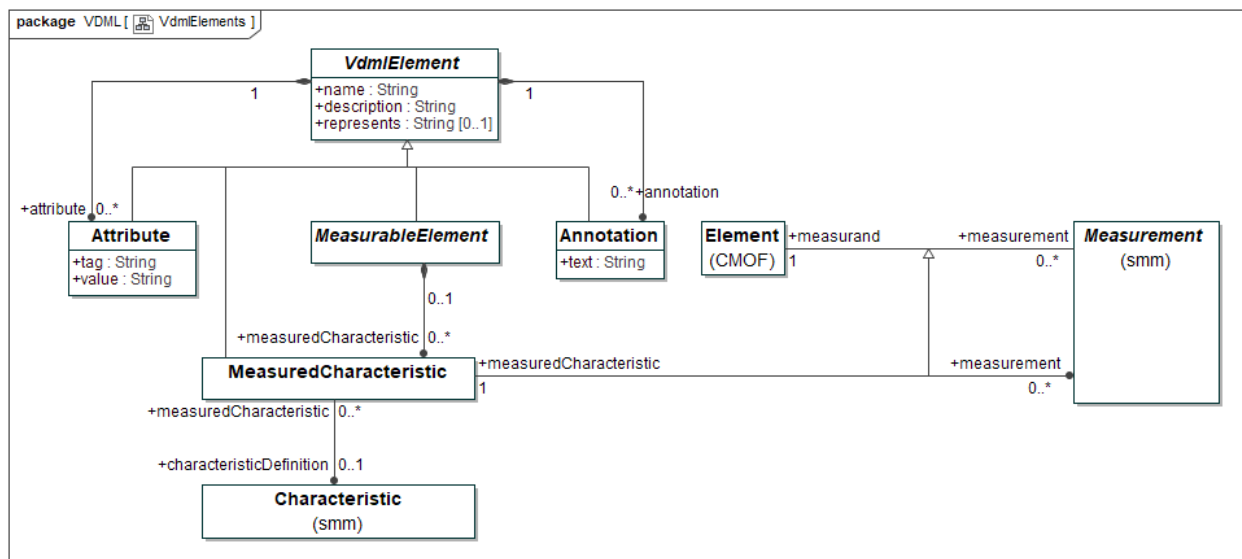 package VDML [ VdmlElements ]
VdmlElement
+name : String
+description : String
+represents : String [0..1]
1
1
+attribute 0..*
0..* +annotation
Attribute
+tag : String
+value : String
MeasurableElement
Annotation
+text : String
Element
(CMOF)
+measurand
1
+measurement
0..*
Measurement
(smm)
0..1
+measuredCharacteristic 0..*
MeasuredCharacteristic
+measuredCharacteristic
1
+measurement
0..*
+measuredCharacteristic 0..*
+characteristicDefinition 0..1
Characteristic
(smm)